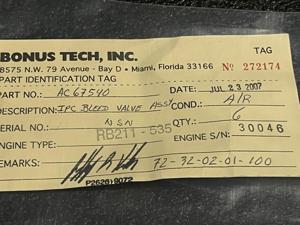 BONUS TECH, INC.
8575 N.W. 79 Avenue - Bay D • Miami, Florida 33166
TAG
PART IDENTIFICATION TAG
No 272174
PART NO.: AC67540
DATE: JUL 23 2007
DESCRIPTION: IPC BLEED VALVE ASSY
COND.: A/R
SERIAL NO.: NSN
QTY.: 6
ENGINE TYPE: RB211-535
ENGINE S/N: 30046
REMARKS: 72-32-02-01-100